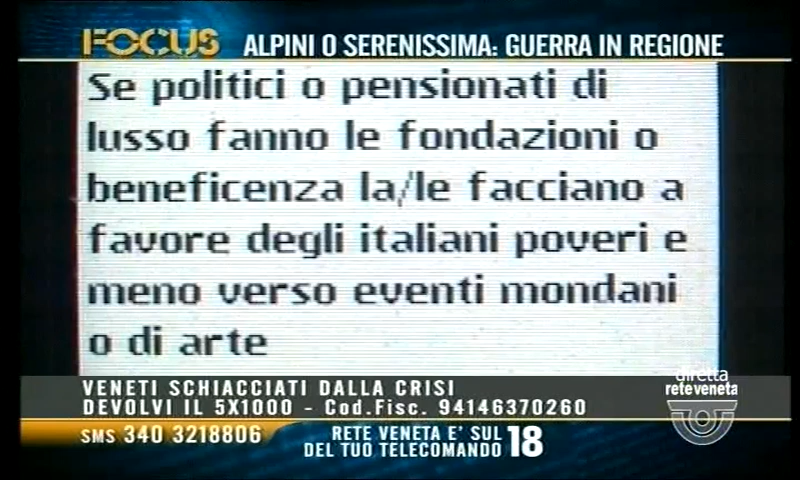 FOCUS ALPINI O SERENISSIMA: GUERRA IN REGIONE
Se politici o pensionati di
lusso fanno le fondazioni o
beneficenza la/le facciano a
favore degli italiani poveri e
meno verso eventi mondani
o di arte
diretta
reteveneta
VENETI SCHIACCIATI DALLA CRISI
DEVOLVI IL 5X1000 - Cod.Fisc. 94146370260
SMS 340 3218806
RETE VENETA E' SUL
DEL TUO TELECOMANDO 18